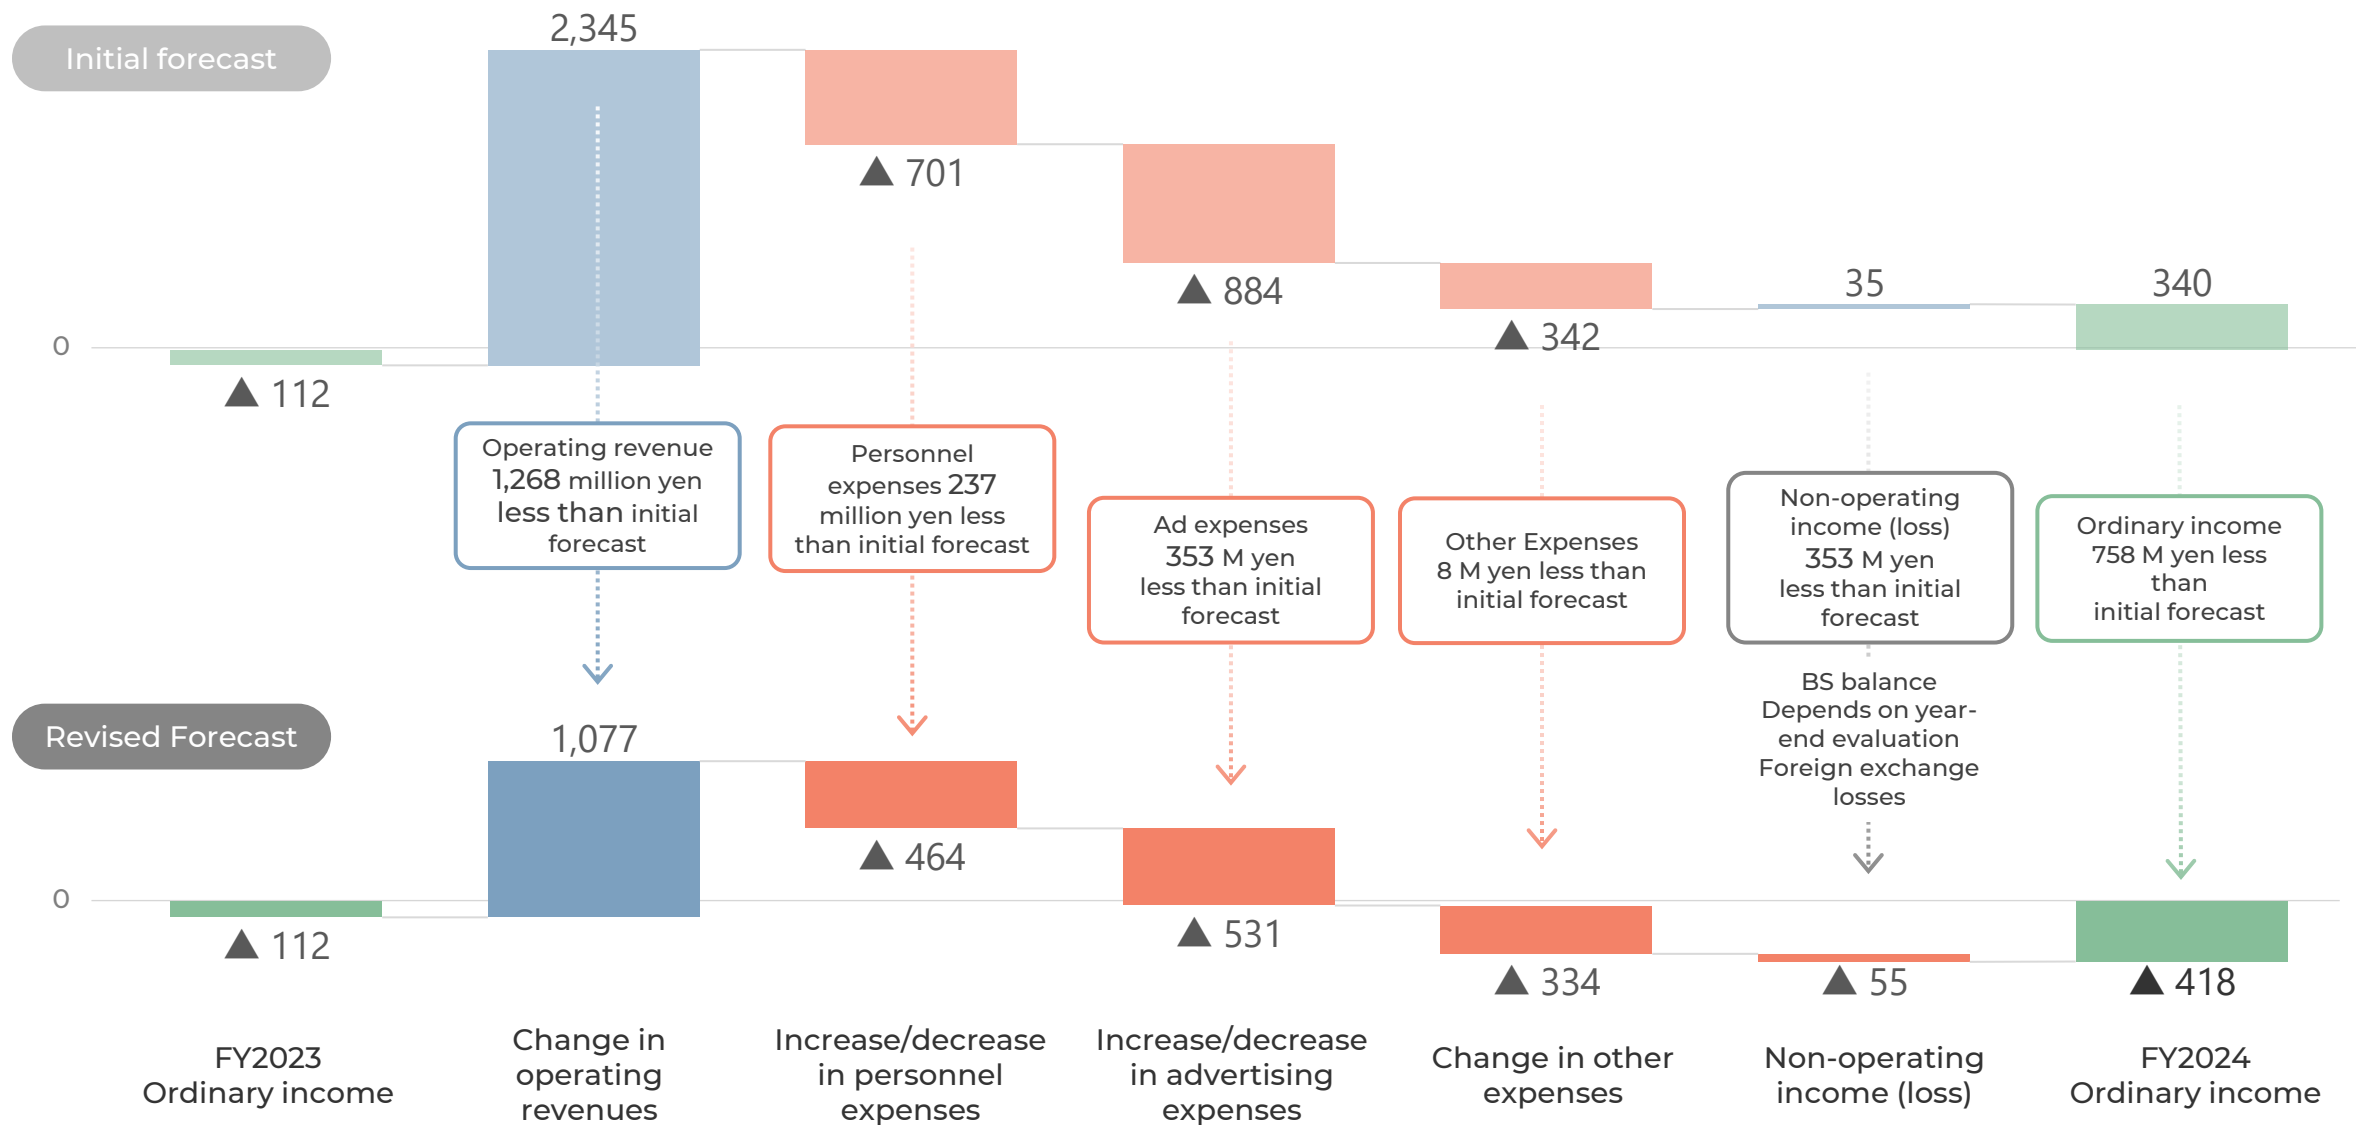 Initial forecast
2,345
▲ 701
▲ 884
▲ 342
35
340
0
▲ 112
Operating revenue
1,268 million yen
less than initial
forecast
Personnel
expenses 237
million yen less
than initial forecast
Ad expenses
353 M yen
less than initial
forecast
Other Expenses
8 M yen less than
initial forecast
Non-operating
income (loss)
353 M yen
less than initial
forecast
Ordinary income
758 M yen less
than
initial forecast
BS balance
Depends on year-
end evaluation
Foreign exchange
losses
Revised Forecast
1,077
▲ 464
▲ 531
▲ 334
▲ 55
▲ 418
0
▲ 112
FY2023
Ordinary income
Change in
operating
revenues
Increase/decrease
in personnel
expenses
Increase/decrease
in advertising
expenses
Change in other
expenses
Non-operating
income (loss)
FY2024
Ordinary income